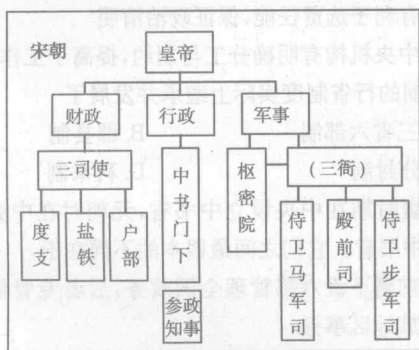 宋朝
皇帝
财政
行政
军事
三司使
中书门下
枢密院
(三衙
度支
盐铁
户部
参政知事
侍卫马军司
殿前司
侍卫步军司